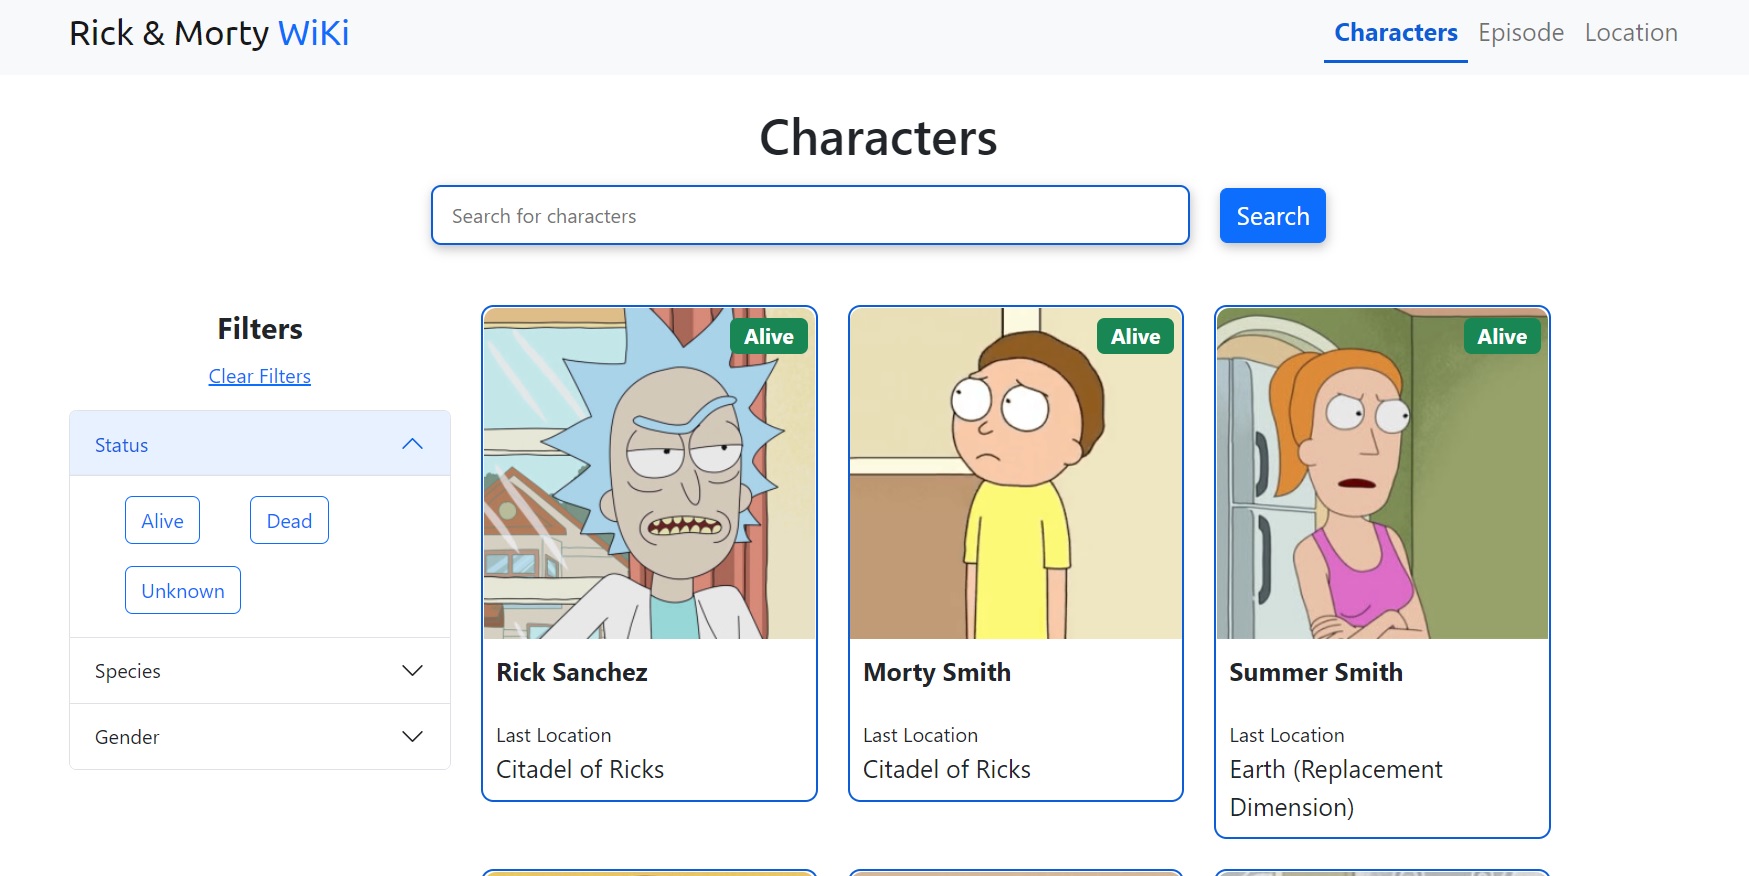 Rick & Morty WiKi
Characters Episode Location
Characters
Search for characters
Search
Filters
Clear Filters
Status
Alive Dead
Unknown
Species
Gender
Alive
Rick Sanchez
Last Location
Citadel of Ricks
Alive
Morty Smith
Last Location
Citadel of Ricks
Alive
Summer Smith
Last Location
Earth (Replacement
Dimension)